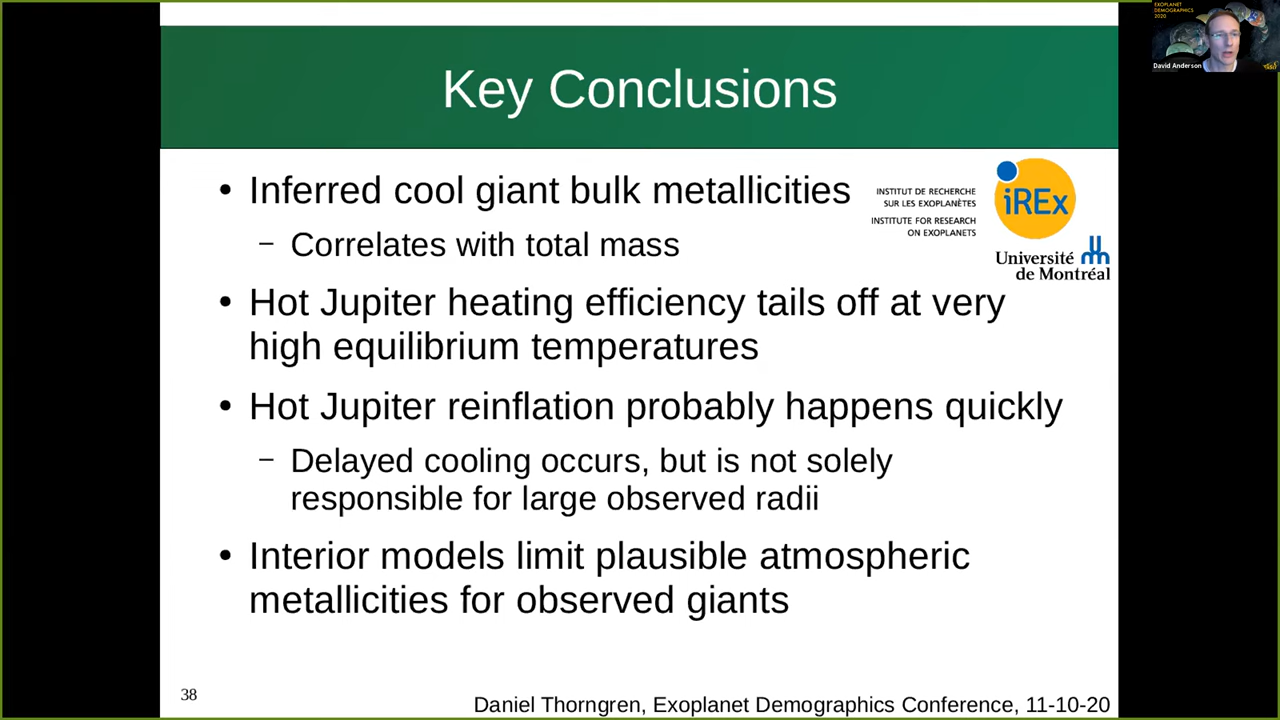 Key Conclusions
• Inferred cool giant bulk metallicities
– Correlates with total mass
INSTITUT DE RECHERCHE
SUR LES EXOPLANÈTES
INSTITUTE FOR RESEARCH
ON EXOPLANETS
iREx
Université
de Montréal
• Hot Jupiter heating efficiency tails off at very
high equilibrium temperatures
• Hot Jupiter reinflation probably happens quickly
– Delayed cooling occurs, but is not solely
responsible for large observed radii
• Interior models limit plausible atmospheric
metallicities for observed giants
38
Daniel Thorngren, Exoplanet Demographics Conference, 11-10-20
EXOPLANET
DEMOGRAPHICS
2020
David Anderson